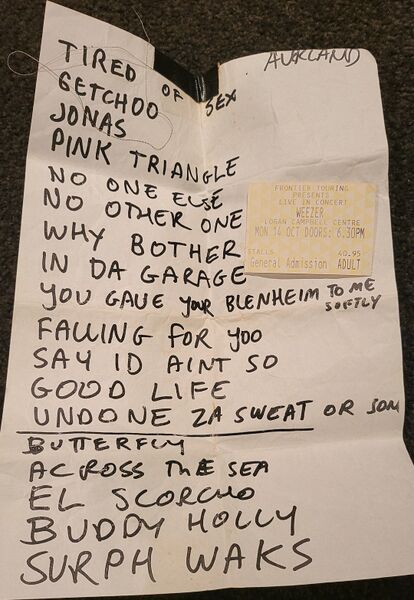 AUKLAND
TIRED OF SEX
GETCHOO
JONAS
PINK TRIANGLE
NO ONE ELSE
NO OTHER ONE
WHY BOTHER
IN DA GARAGE
YOU GAVE YOUR BLENHEIM TO ME SOFTLY
FALLING FOR YOO
SAY ID AINT SO
GOOD LIFE
UNDONE ZA SWEAT OR SOM
BUTTERFLY
ACROSS THE SEA
EL SCORCHO
BUDDY HOLLY
SURPH WAKS
FRONTIER TOURING
PRESENTS
LIVE IN CONCERT
WEEZER
LOGAN CAMPBELL CENTRE
MON 14 OCT DOORS: 6.30PM
STALLS 40.95
General Admission ADULT